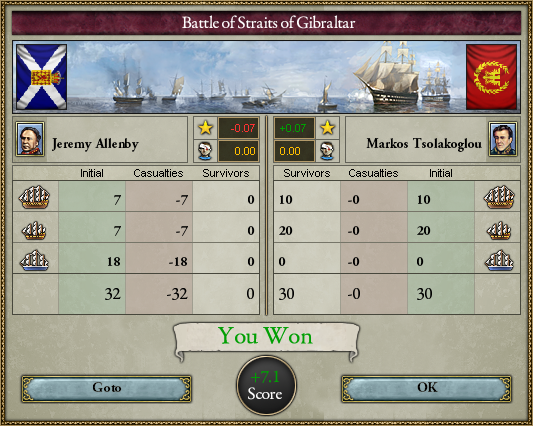 Battle of Straits of Gibraltar
Jeremy Allenby
-0.07
0.00
+0.07
0.00
Markos Tsolakoglou
Initial Casualties Survivors Survivors Casualties Initial
7 -7 0 10 -0 10
7 -7 0 20 -0 20
18 -18 0 0 -0 0
32 -32 0 30 -0 30
You Won
Goto
+7.1
Score
OK